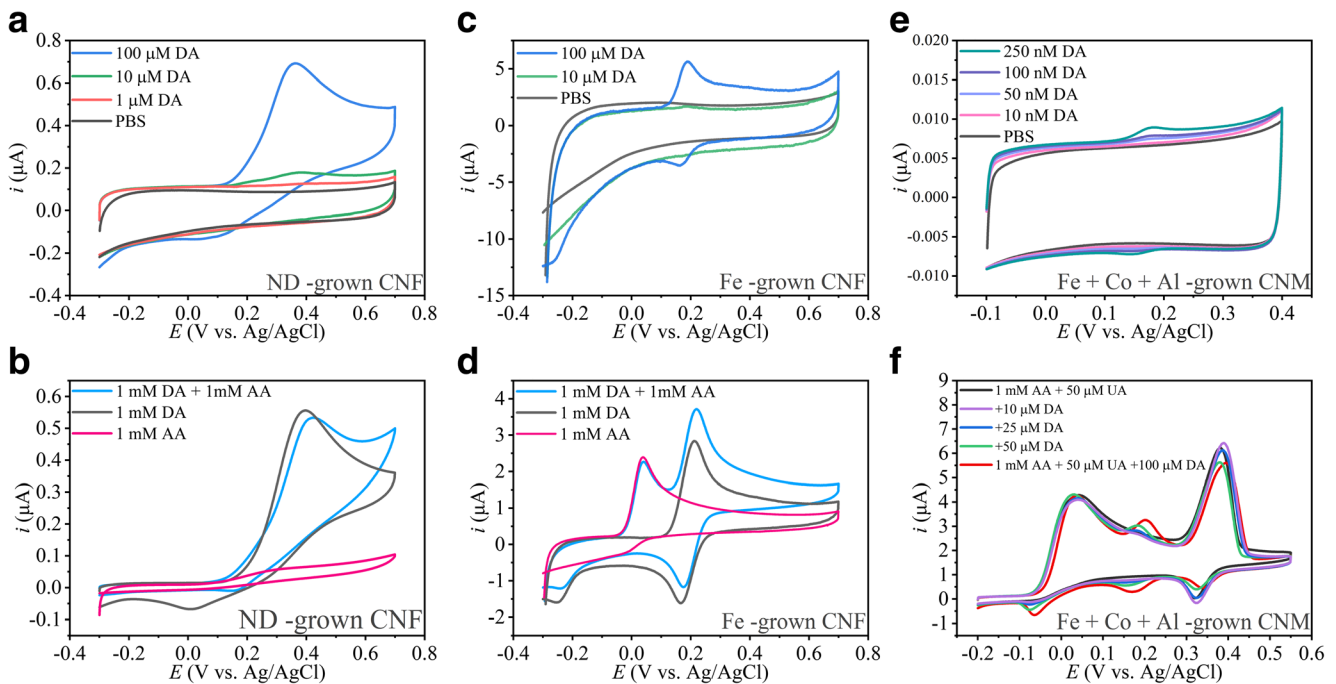 a
0.8
0.6
0.4
0.2
0.0
-0.2
-0.4
i (μA)
100 μM DA
10 μM DA
1 μM DA
PBS
ND -grown CNF
-0.4 -0.2 0.0 0.2 0.4 0.6 0.8
E (V vs. Ag/AgCl)
c
5
0
-5
-10
-15
i (μA)
100 μM DA
10 μM DA
PBS
Fe -grown CNF
-0.4 -0.2 0.0 0.2 0.4 0.6 0.8
E (V vs. Ag/AgCl)
e
0.020
0.015
0.010
0.005
0.000
-0.005
-0.010
i (μA)
250 nM DA
100 nM DA
50 nM DA
10 nM DA
PBS
Fe + Co + Al -grown CNM
-0.1 0.0 0.1 0.2 0.3 0.4
E (V vs. Ag/AgCl)
b
0.6
0.5
0.4
0.3
0.2
0.1
0.0
-0.1
i (μA)
1 mM DA + 1mM AA
1 mM DA
1 mM AA
ND -grown CNF
-0.4 -0.2 0.0 0.2 0.4 0.6 0.8
E (V vs. Ag/AgCl)
d
4
3
2
1
0
-1
-2
i (μA)
1 mM DA + 1mM AA
1 mM DA
1 mM AA
Fe -grown CNF
-0.4 -0.2 0.0 0.2 0.4 0.6 0.8
E (V vs. Ag/AgCl)
f
9
8
7
6
5
4
3
2
1
0
-1
i (μA)
1 mM AA + 50 μM UA
+10 μM DA
+25 μM DA
+50 μM DA
1 mM AA + 50 μM UA +100 μM DA
Fe + Co + Al -grown CNM
-0.2 -0.1 0.0 0.1 0.2 0.3 0.4 0.5 0.6
E (V vs. Ag/AgCl)